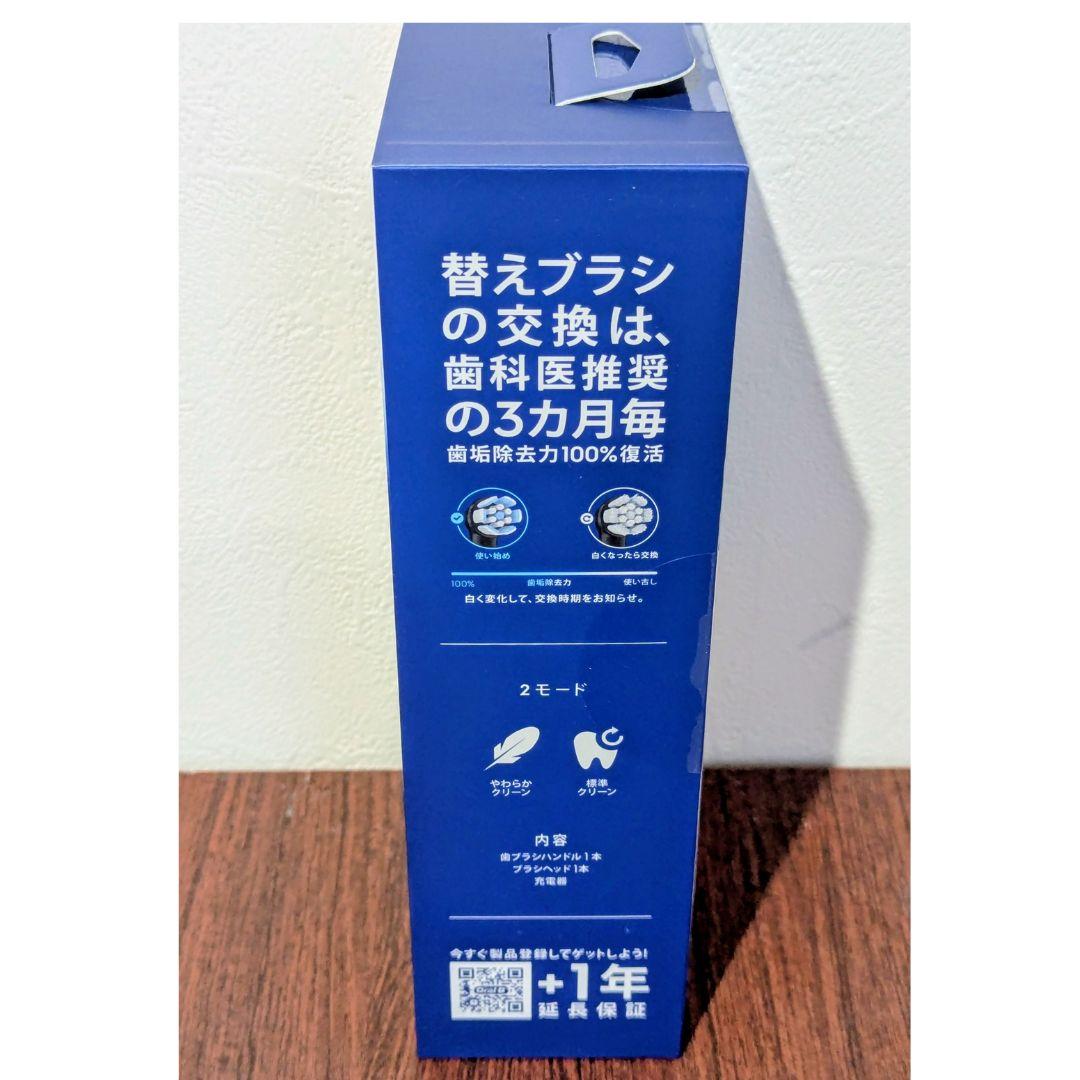 替えブラシ
の交換は、
歯科医推奨
の3カ月毎
歯垢除去力100%復活
使い始め
白くなったら交換
100%
歯垢除去力
使い古し
白く変化して、交換時期をお知らせ。
2モード
やわらか
クリーン
標準
クリーン
内容
歯ブラシハンドル1本
ブラシヘッド1本
充電器
今すぐ製品登録してゲットしよう!
Oral B
+1年
延長保証